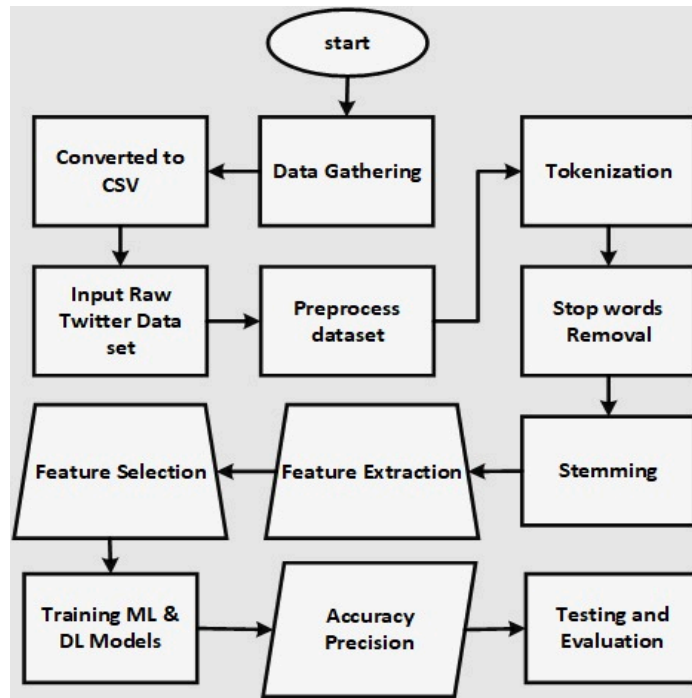 start
Data Gathering
Converted to
CSV
Input Raw
Twitter Data
set
Preprocess
dataset
Tokenization
Stop words
Removal
Stemming
Feature Extraction
Feature Selection
Training ML &
DL Models
Accuracy
Precision
Testing and
Evaluation